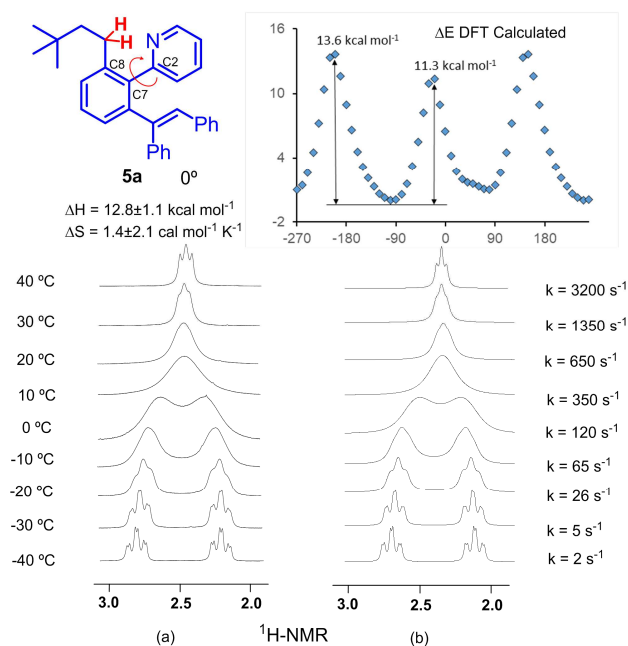 H
H
N
C8
C2
C7
Ph
Ph
5a 0º
ΔH = 12.8±1.1 kcal mol⁻¹
ΔS = 1.4±2.1 cal mol⁻¹ K⁻¹
ΔE DFT Calculated
16
13.6 kcal mol⁻¹
11.3 kcal mol⁻¹
10
4
-2
-270 -180 -90 0 90 180
40 ºC
30 ºC
20 ºC
10 ºC
0 ºC
-10 ºC
-20 ºC
-30 ºC
-40 ºC
k = 3200 s⁻¹
k = 1350 s⁻¹
k = 650 s⁻¹
k = 350 s⁻¹
k = 120 s⁻¹
k = 65 s⁻¹
k = 26 s⁻¹
k = 5 s⁻¹
k = 2 s⁻¹
3.0 2.5 2.0
3.0 2.5 2.0
(a) ¹H-NMR (b)